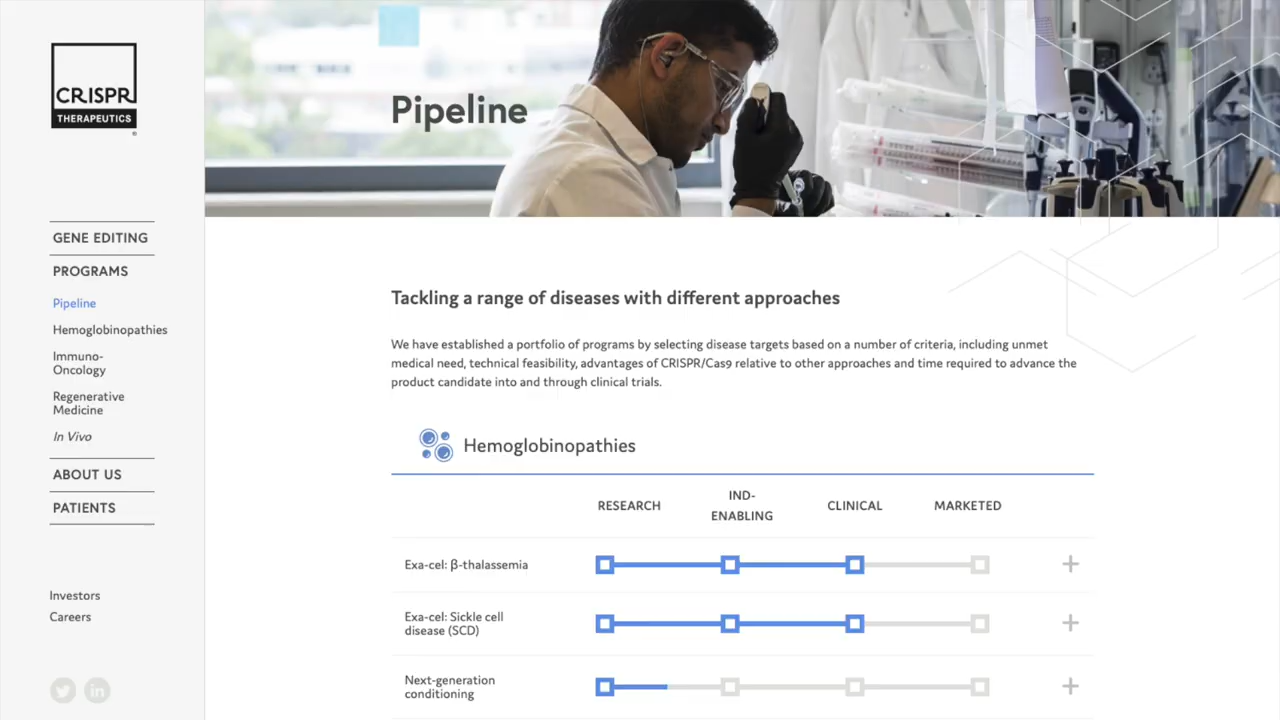 CRISPR
THERAPEUTICS
GENE EDITING
PROGRAMS
Pipeline
Hemoglobinopathies
Immuno-
Oncology
Regenerative
Medicine
In Vivo
ABOUT US
PATIENTS
Investors
Careers
Pipeline
Tackling a range of diseases with different approaches
We have established a portfolio of programs by selecting disease targets based on a number of criteria, including unmet
medical need, technical feasibility, advantages of CRISPR/Cas9 relative to other approaches and time required to advance the
product candidate into and through clinical trials.
Hemoglobinopathies
RESEARCH
IND-
ENABLING
CLINICAL
MARKETED
Exa-cel: β-thalassemia
Exa-cel: Sickle cell
disease (SCD)
Next-generation
conditioning